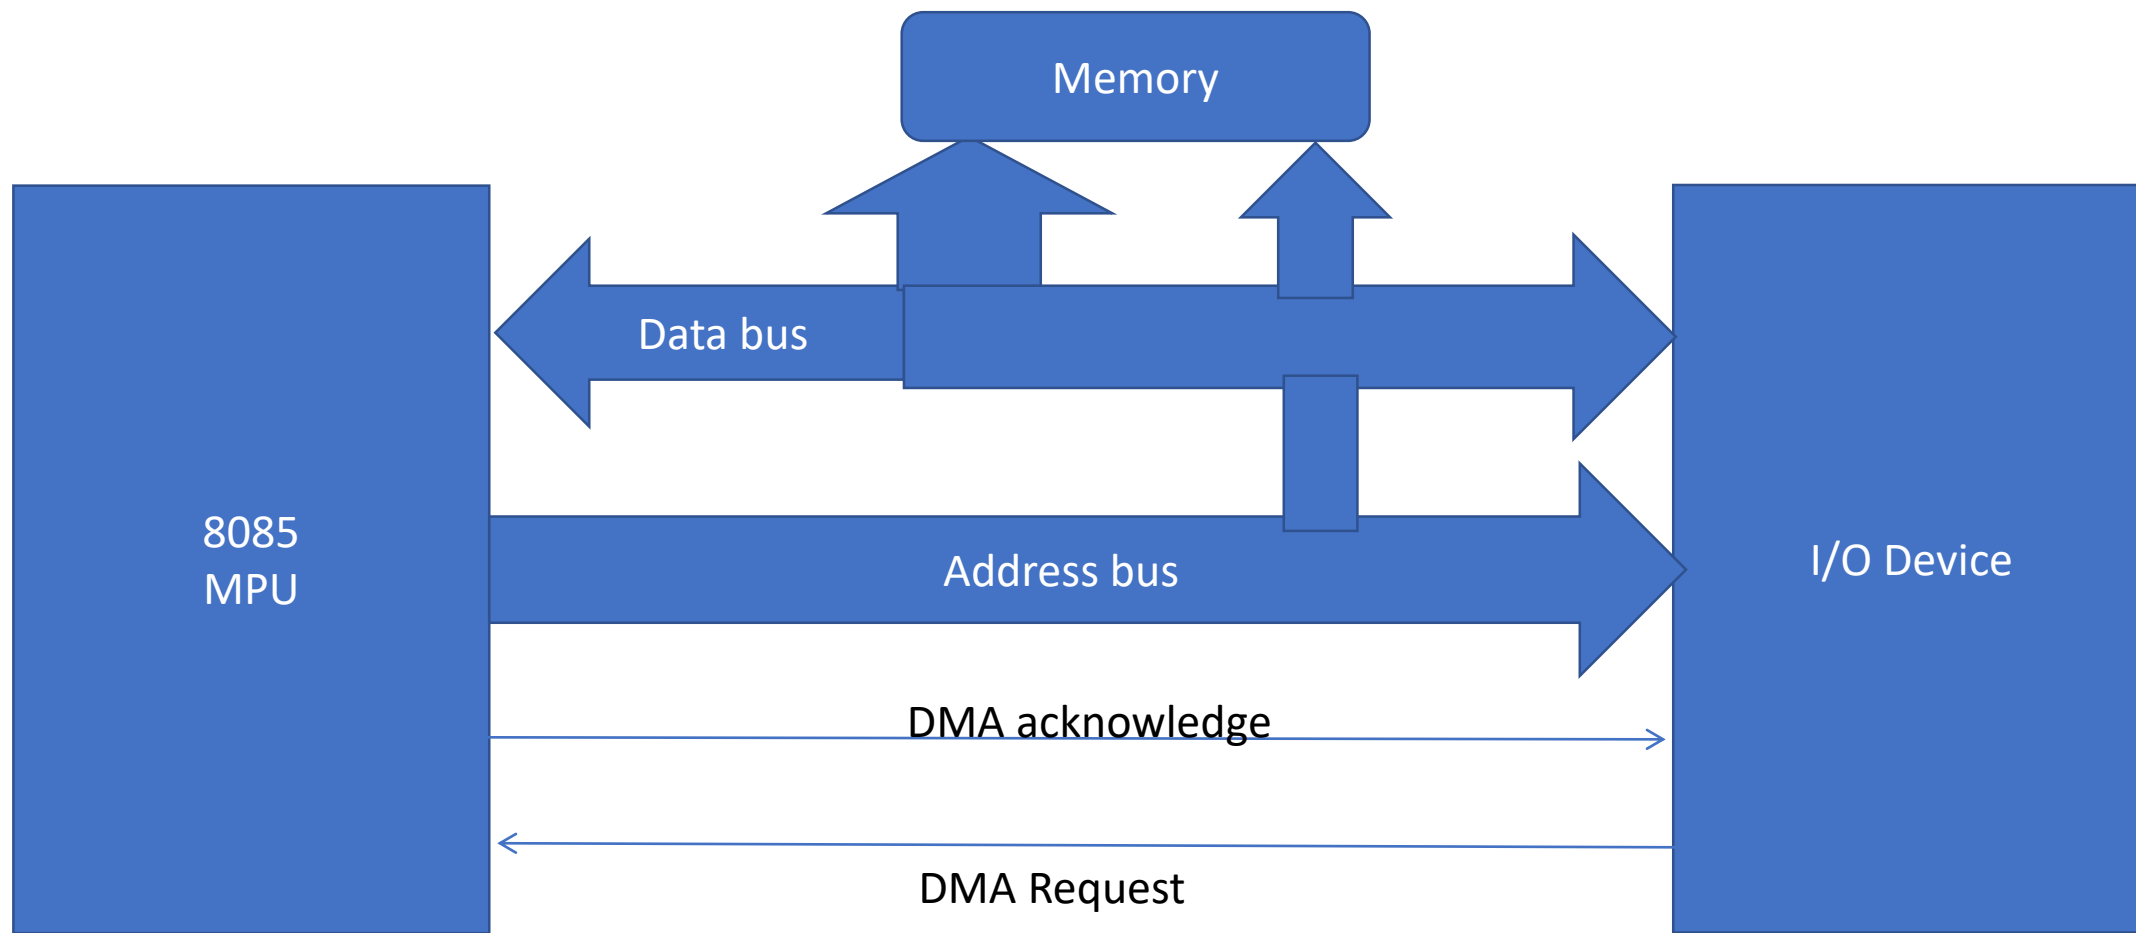 Memory
Data bus
8085
MPU
Address bus
I/O Device
DMA acknowledge
DMA Request